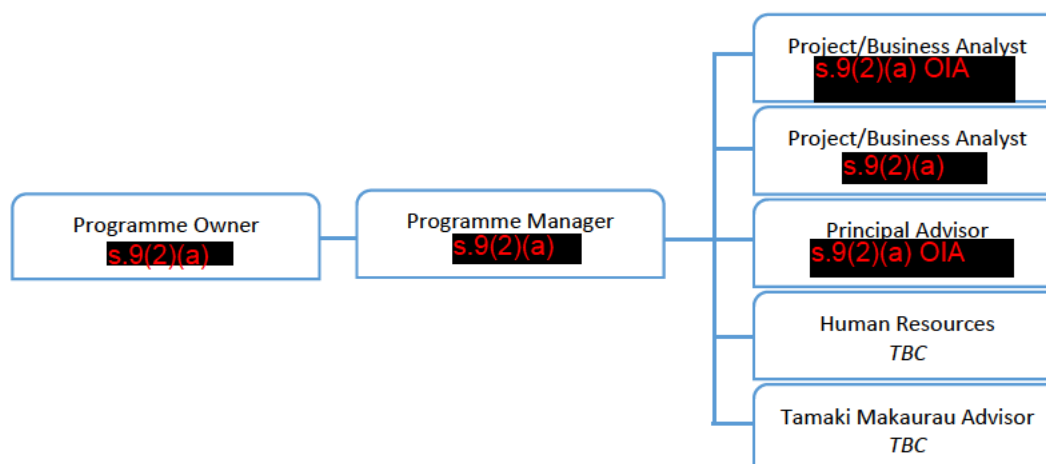 Project/Business Analyst
s.9(2)(a) OIA
Project/Business Analyst
s.9(2)(a)
Programme Owner
s.9(2)(a)
Programme Manager
s.9(2)(a)
Principal Advisor
s.9(2)(a) OIA
Human Resources
TBC
Tamaki Makaurau Advisor
TBC